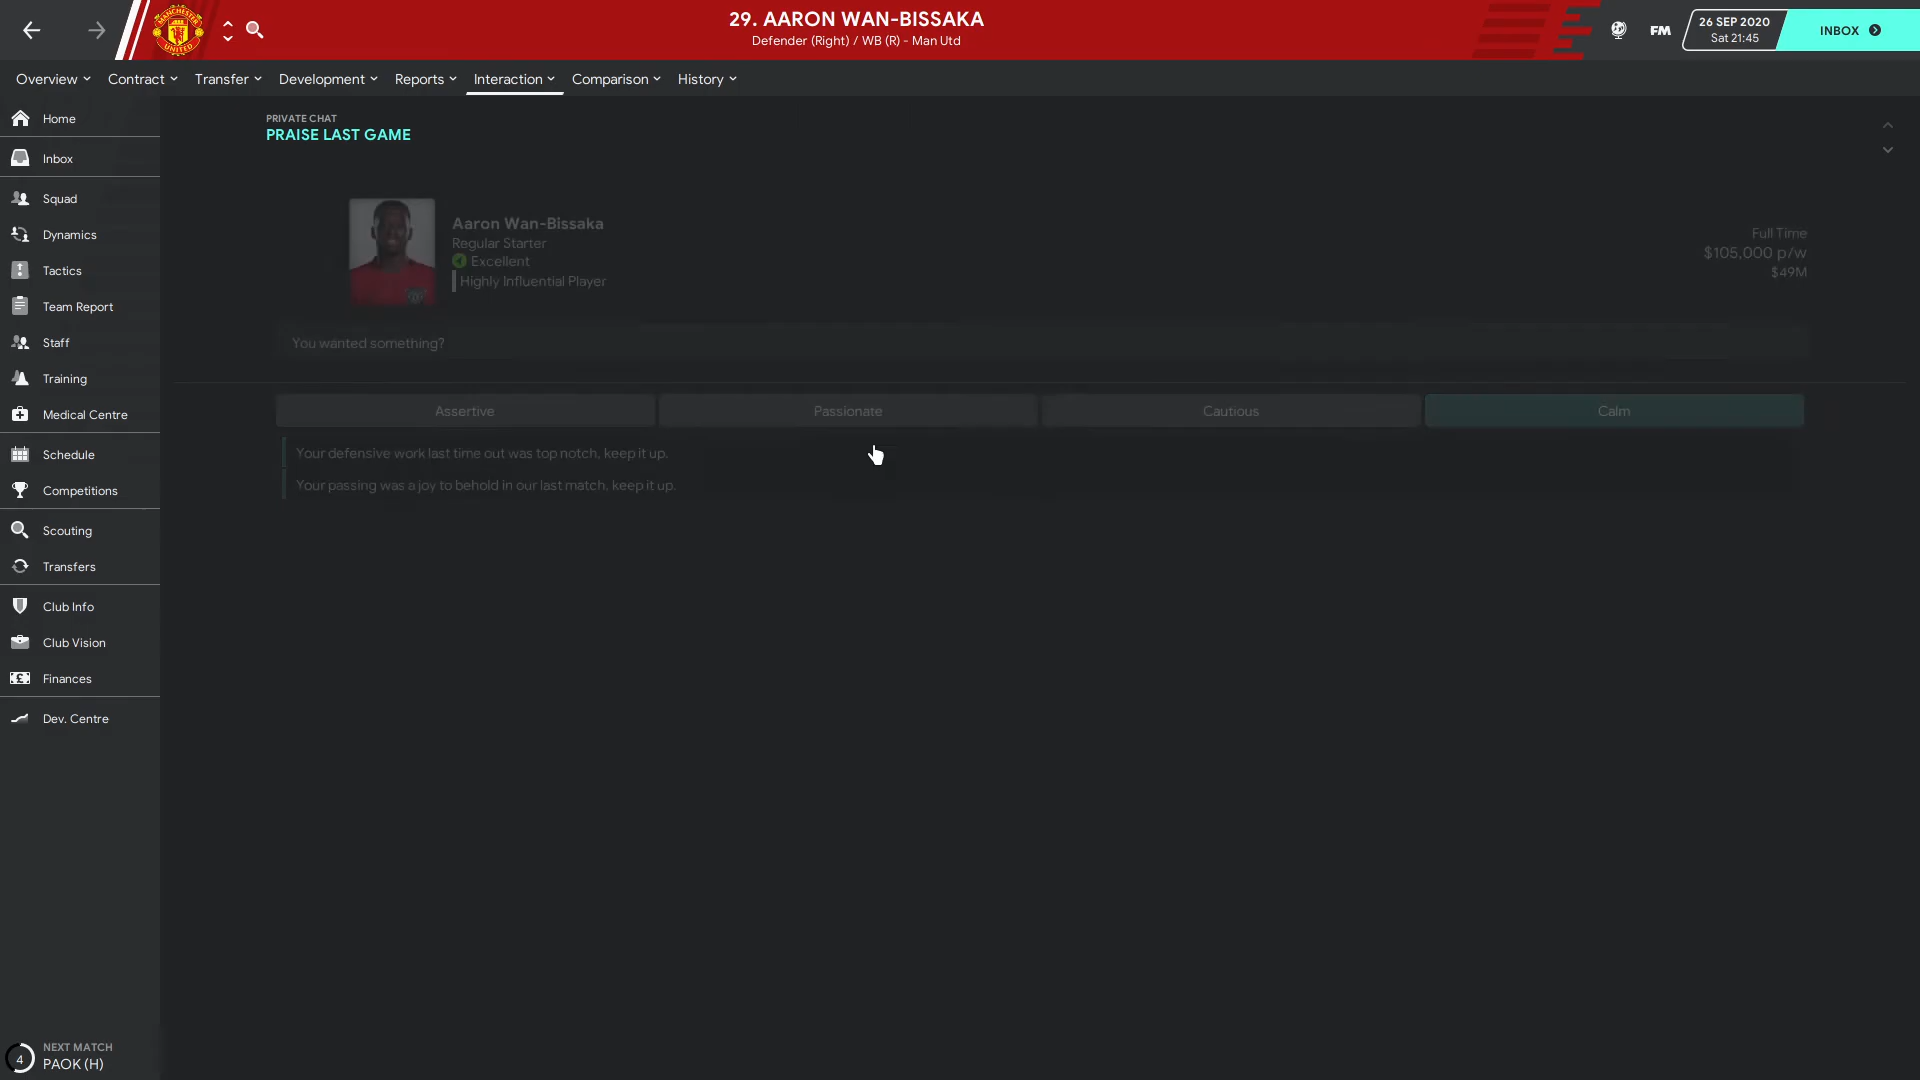 29. AARON WAN-BISSAKA
Defender (Right) / WB (R) - Man Utd
MANCHESTER
UNITED
FM
26 SEP 2020
Sat 21:45
INBOX
Overview
Contract
Transfer
Development
Reports
Interaction
Comparison
History
Home
Inbox
Squad
Dynamics
Tactics
Team Report
Staff
Training
Medical Centre
Schedule
Competitions
Scouting
Transfers
Club Info
Club Vision
Finances
Dev. Centre
4
NEXT MATCH
PAOK (H)
PRIVATE CHAT
PRAISE LAST GAME
Aaron Wan-Bissaka
Regular Starter
Excellent
Highly Influential Player
Full Time
$105,000 p/w
$49M
You wanted something?
Assertive
Passionate
Cautious
Calm
Your defensive work last time out was top notch, keep it up.
Your passing was a joy to behold in our last match, keep it up.